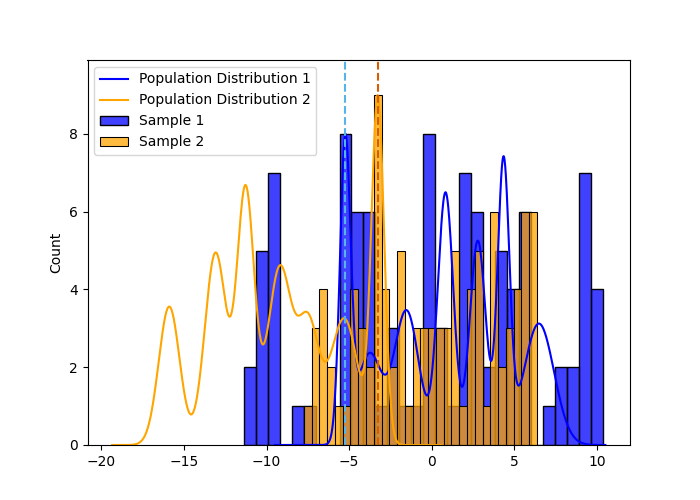 Population Distribution 1
Population Distribution 2
Sample 1
Sample 2
Count
8
6
4
2
0
−20 −15 −10 −5 0 5 10